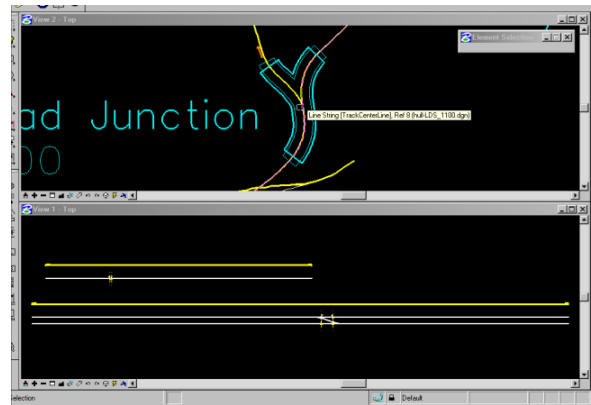 View 2 - Top
Element Selection
ad Junction
Line String [TrackCenterLine], Ref 8 (hull-LDS_1100.dgn)
00
View 1 - Top
election
Default